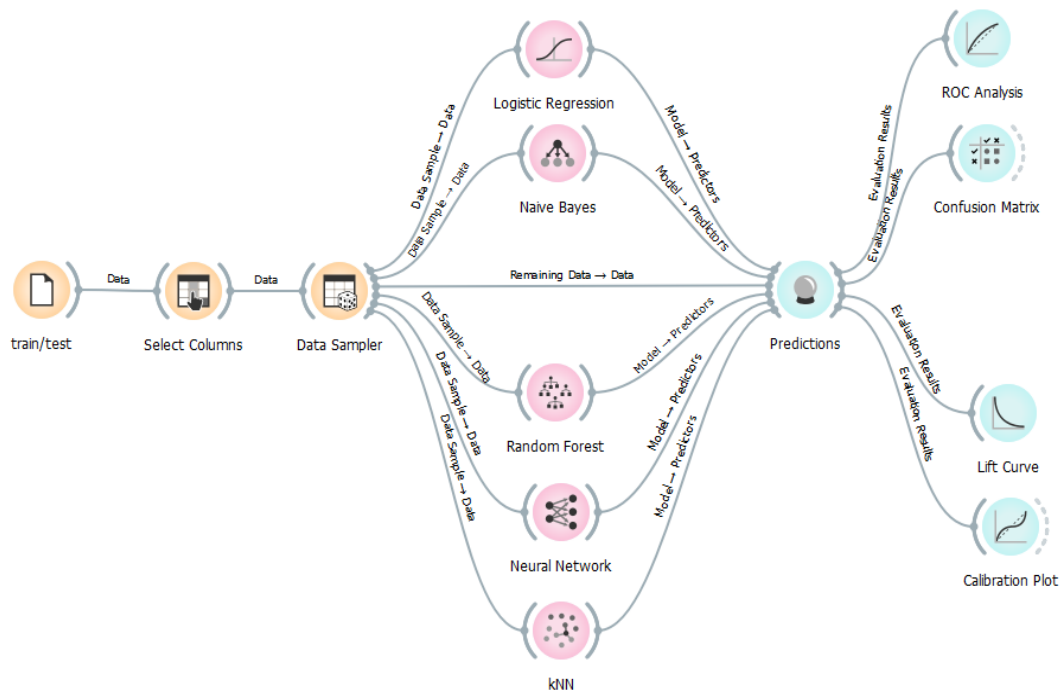 Logistic Regression
ROC Analysis
Data Sample → Data
Model → Predictors
Evaluation Results
Naive Bayes
Confusion Matrix
Data Sample → Data
Model → Predictors
Evaluation Results
Data
Data
Remaining Data → Data
train/test
Select Columns
Data Sampler
Predictions
Data Sample → Data
Model → Predictors
Evaluation Results
Random Forest
Lift Curve
Data Sample → Data
Model → Predictors
Evaluation Results
Neural Network
Calibration Plot
Data Sample → Data
Model → Predictors
kNN